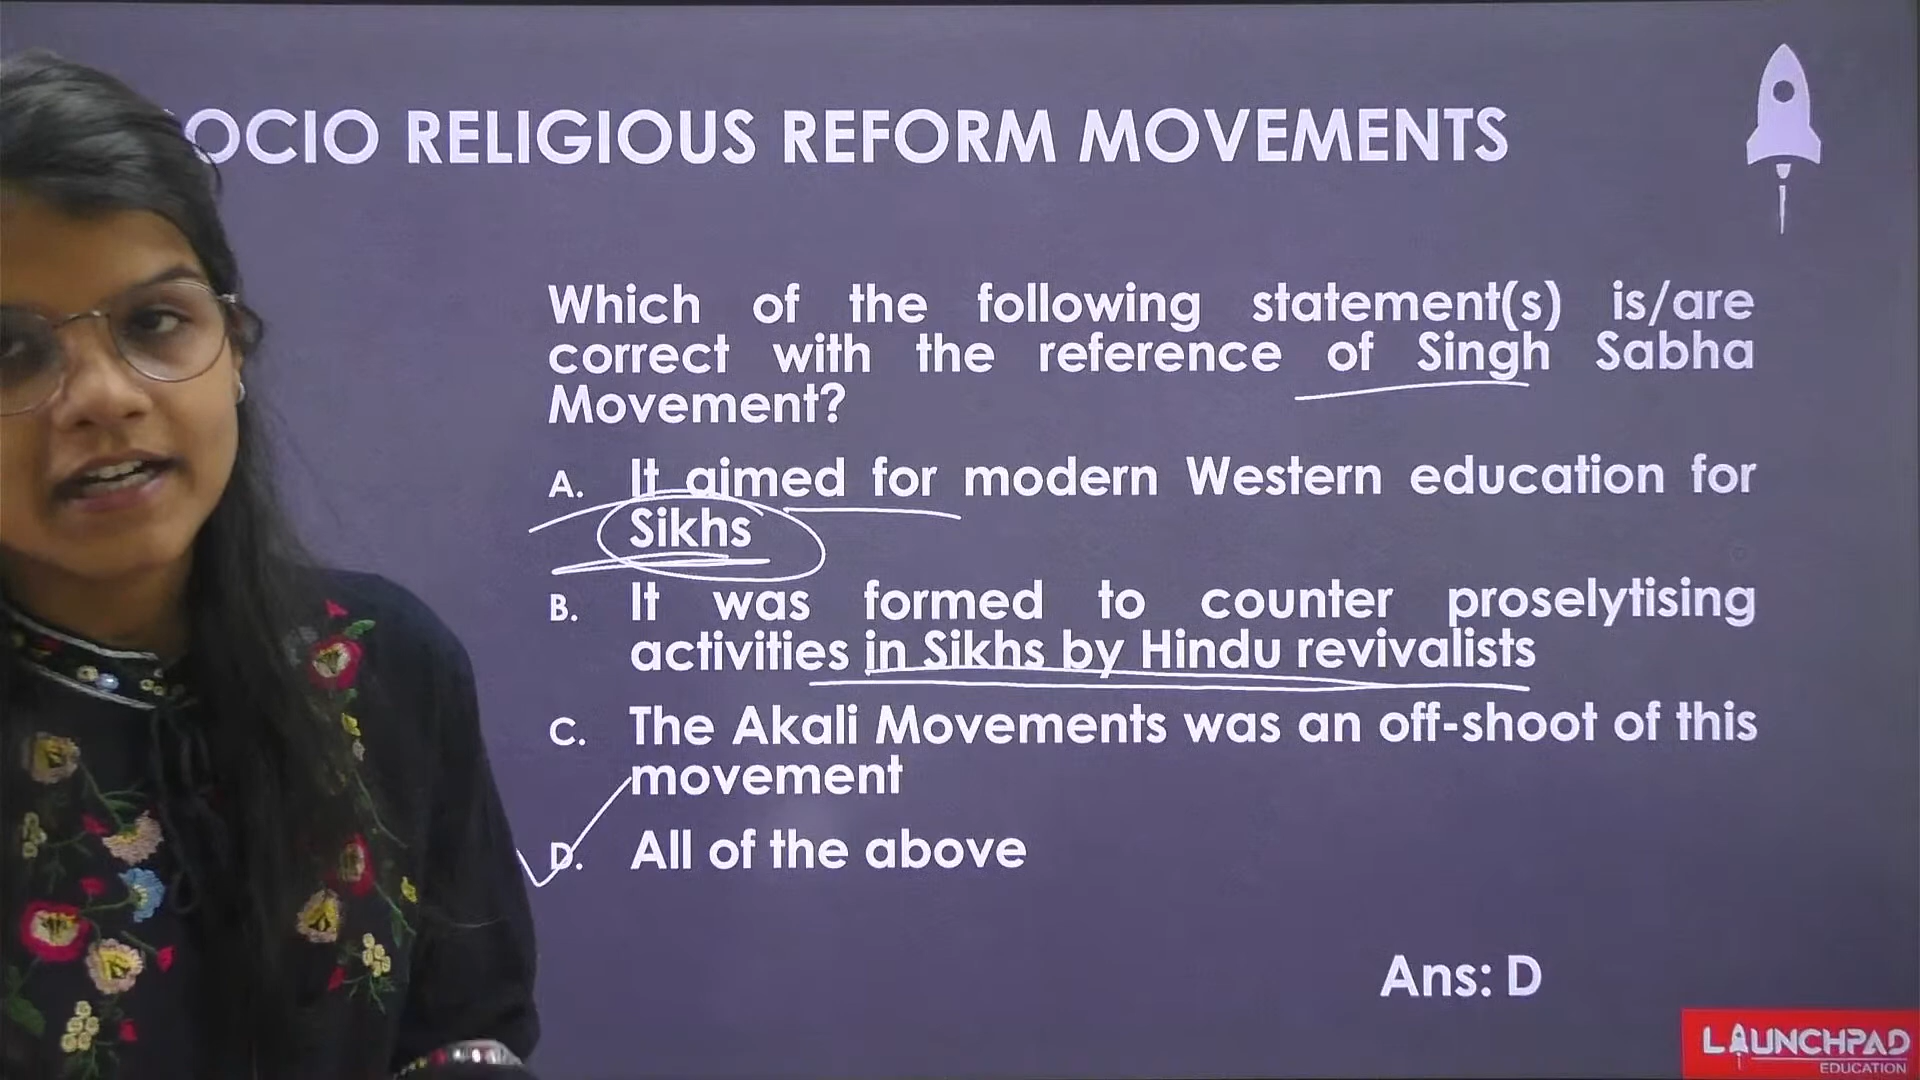 OCIO RELIGIOUS REFORM MOVEMENTS
Which of the following statement(s) is/are
correct with the reference of Singh Sabha
Movement?
A. It aimed for modern Western education for
Sikhs
B. It was formed to counter proselytising
activities in Sikhs by Hindu revivalists
C. The Akali Movements was an off-shoot of this
movement
D. All of the above
Ans: D
LAUNCHPAD
EDUCATION